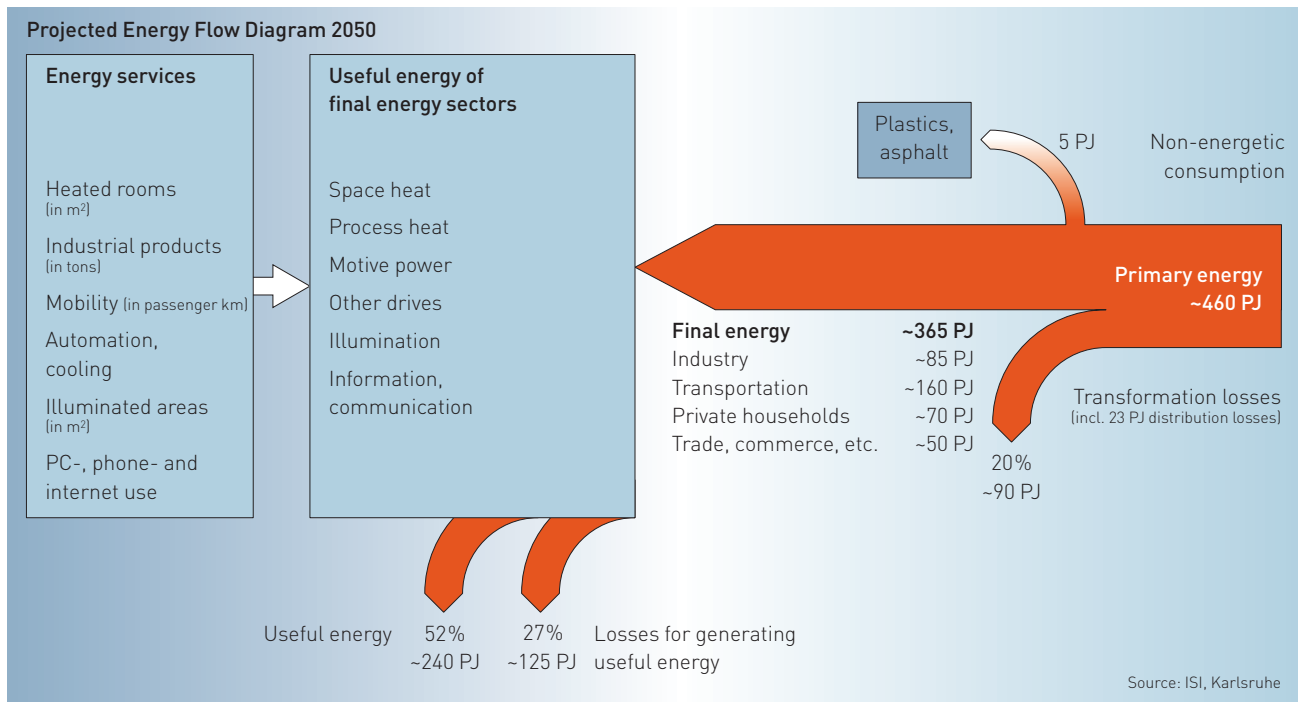 Projected Energy Flow Diagram 2050
Energy services
Heated rooms
(in m²)
Industrial products
(in tons)
Mobility (in passenger km)
Automation,
cooling
Illuminated areas
(in m²)
PC-, phone- and
internet use
Useful energy of
final energy sectors
Space heat
Process heat
Motive power
Other drives
Illumination
Information,
communication
Plastics,
asphalt
5 PJ
Non-energetic
consumption
Primary energy
~460 PJ
Final energy ~365 PJ
Industry ~85 PJ
Transportation ~160 PJ
Private households ~70 PJ
Trade, commerce, etc. ~50 PJ
Transformation losses
(incl. 23 PJ distribution losses)
20%
~90 PJ
Useful energy
52%
~240 PJ
27%
~125 PJ
Losses for generating
useful energy
Source: ISI, Karlsruhe